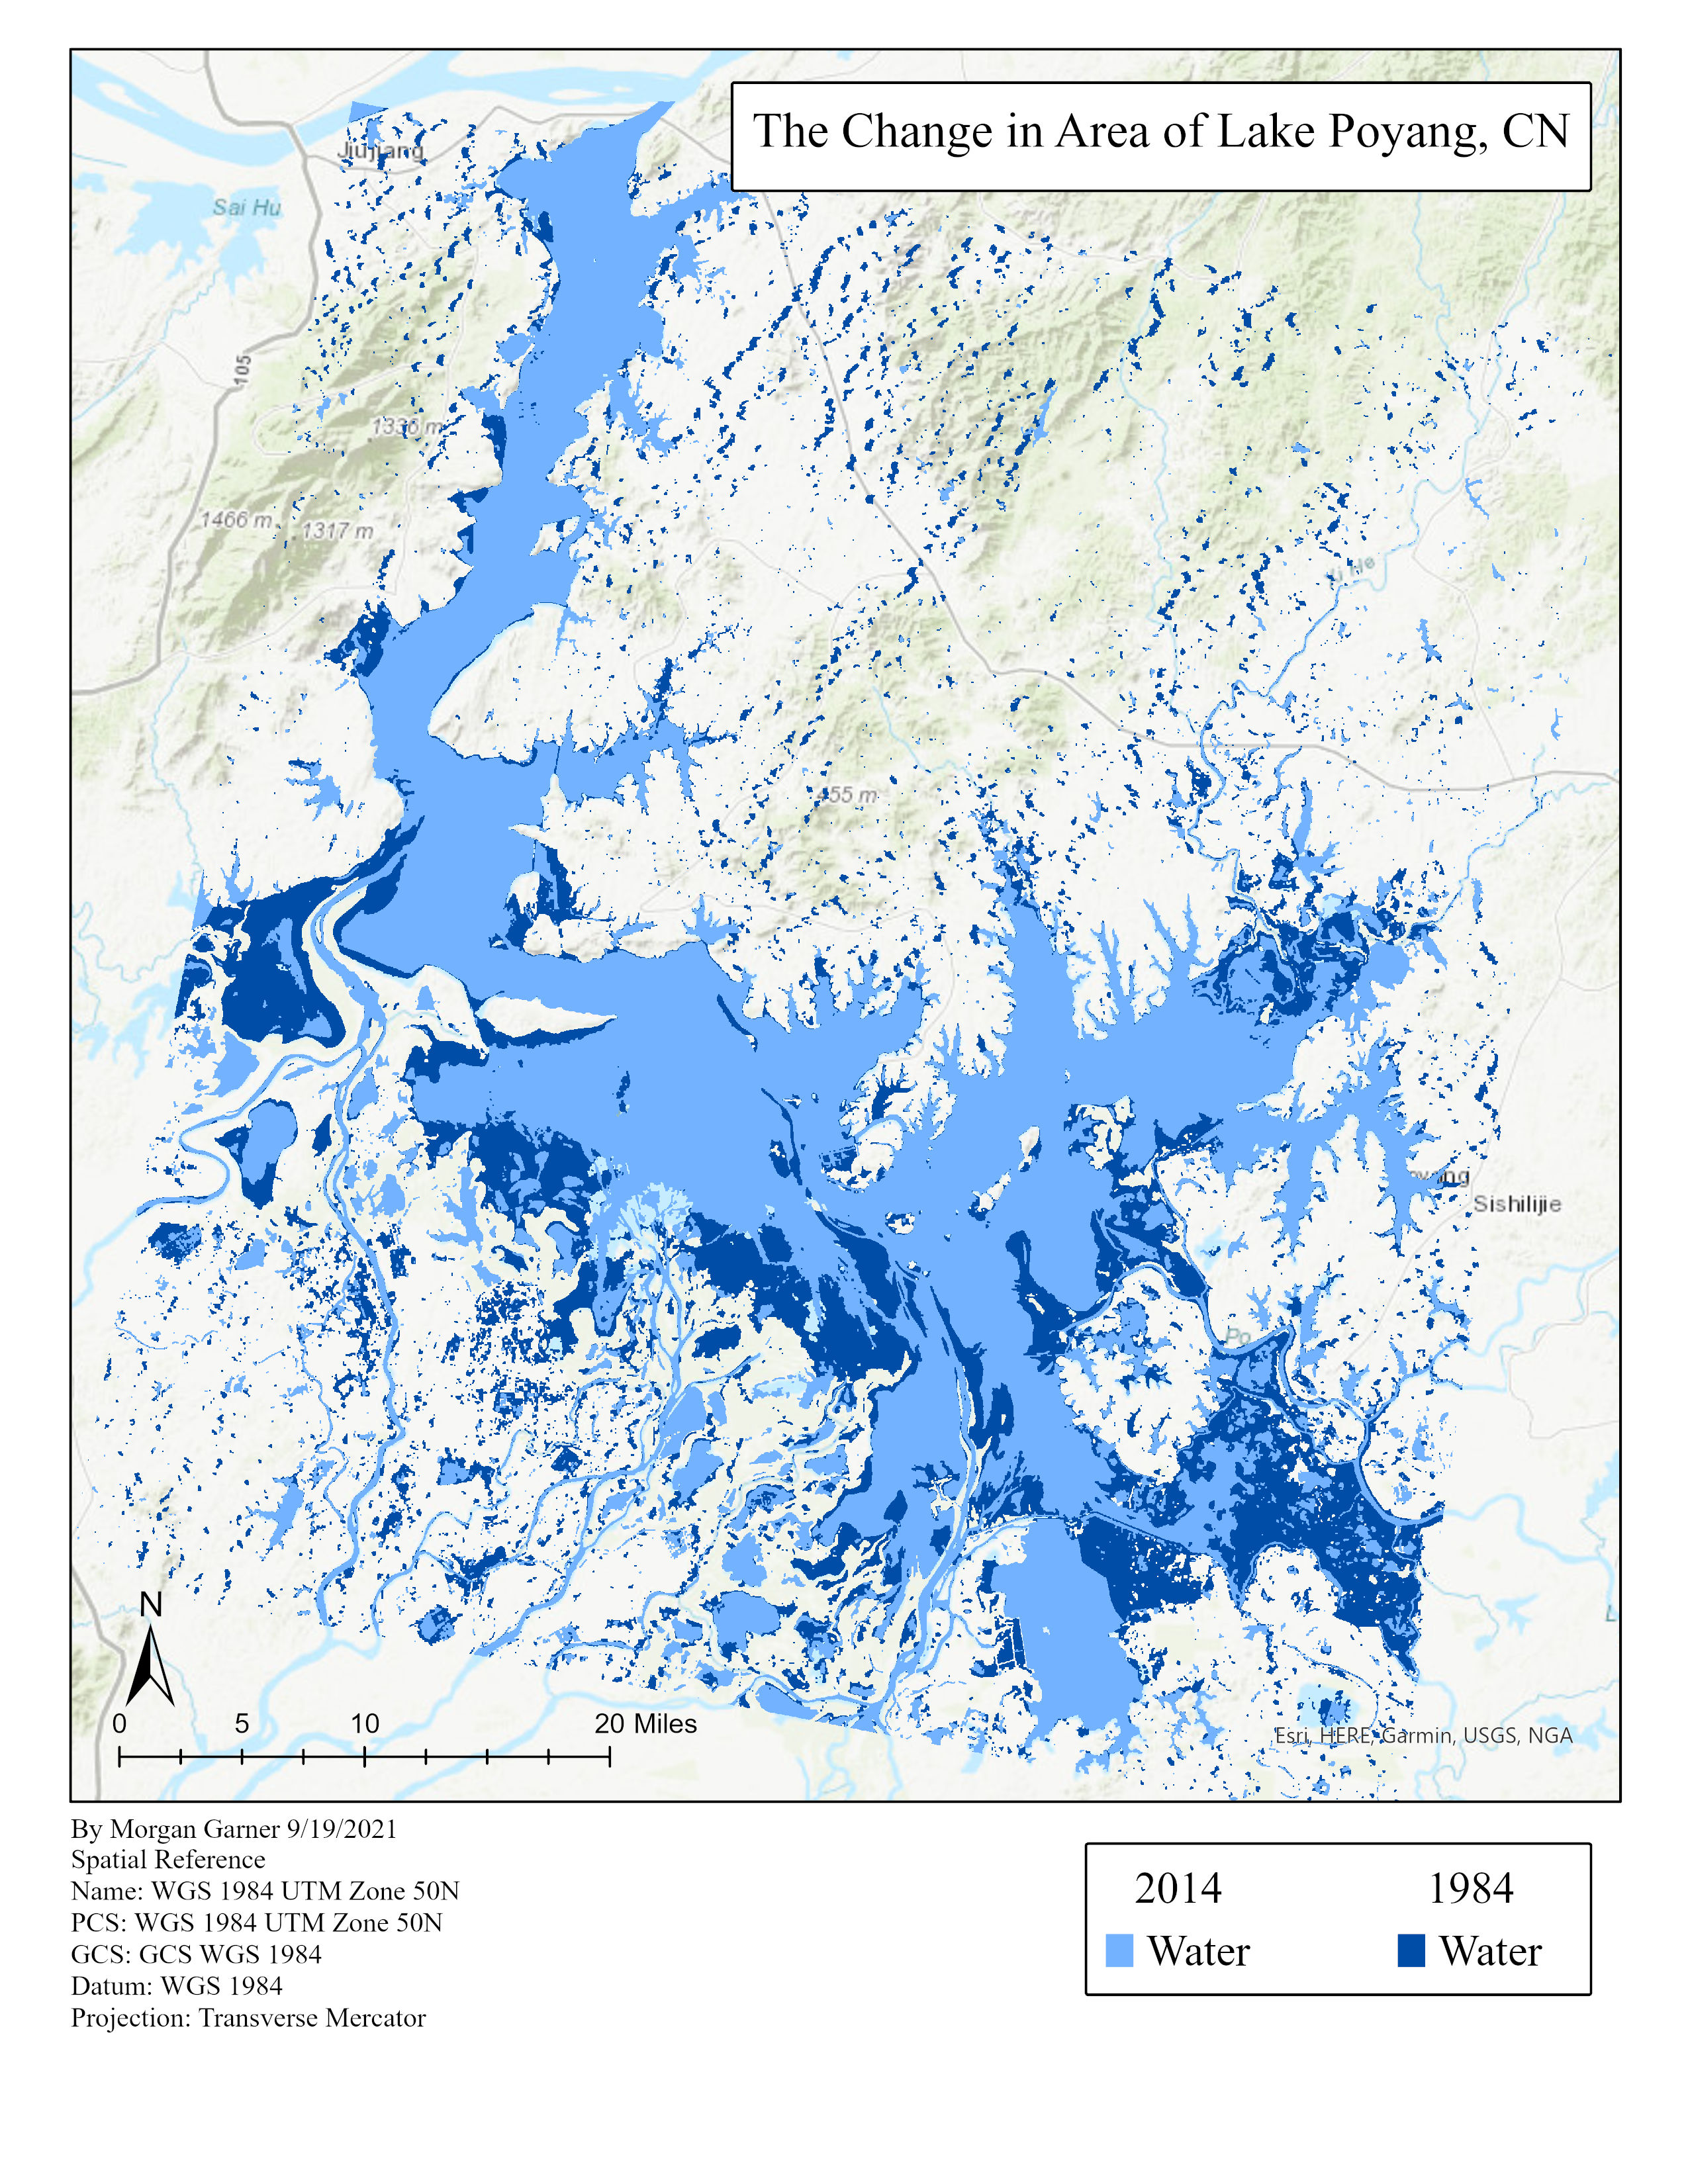 The Change in Area of Lake Poyang, CN
Jiujiang
Sai Hu
105
1336 m
1466 m
1317 m
Xi He
455 m
Sishilijie
Po
N
0 5 10 20 Miles
Esri, HERE, Garmin, USGS, NGA
By Morgan Garner 9/19/2021
Spatial Reference
Name: WGS 1984 UTM Zone 50N
PCS: WGS 1984 UTM Zone 50N
GCS: GCS WGS 1984
Datum: WGS 1984
Projection: Transverse Mercator
2014 1984
Water Water